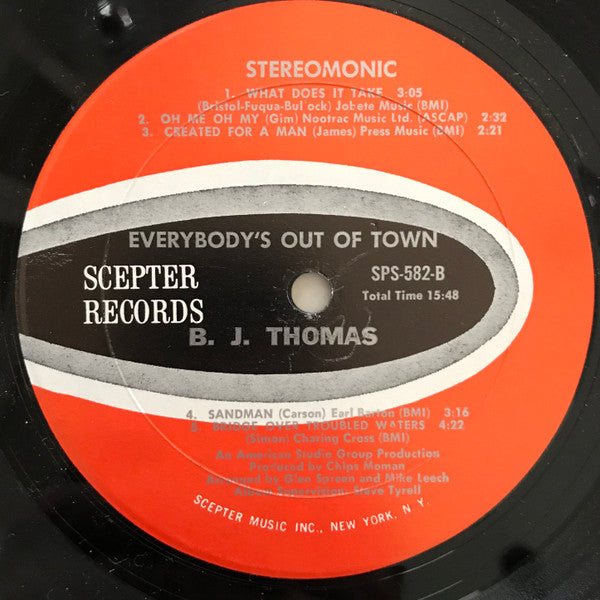 STEREOMONIC
1. WHAT DOES IT TAKE 3:05
(Bristol-Fuqua-Bul ock) Jobete Music (BMI)
2. OH ME OH MY (Gim) Nootrac Music Ltd. (ASCAP) 2:32
3. CREATED FOR A MAN (James) Press Music (BMI) 2:21
EVERYBODY'S OUT OF TOWN
SCEPTER
RECORDS
SPS-582-B
Total Time 15:48
B. J. THOMAS
4. SANDMAN (Carson) Earl Barton (BMI) 3:16
5. BRIDGE OVER TROUBLED WATERS 4:22
(Simon) Charing Cross (BMI)
An American Studio Group Production
Produced by Chips Moman
Arranged by Glen Spreen and Mike Leech
Album Supervision: Steve Tyrell
SCEPTER MUSIC INC., NEW YORK, N.Y.